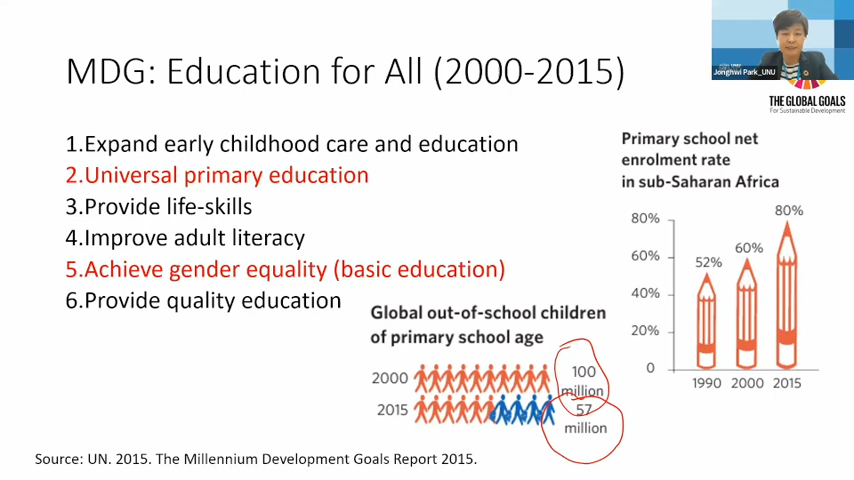 MDG: Education for All (2000-2015)
Jonghwi Park_UNU
THE GLOBAL GOALS
For Sustainable Development
1.Expand early childhood care and education
2.Universal primary education
3.Provide life-skills
4.Improve adult literacy
5.Achieve gender equality (basic education)
6.Provide quality education
Global out-of-school children
of primary school age
2000
100
million
2015
57
million
Primary school net
enrolment rate
in sub-Saharan Africa
80%
60%
40%
20%
0
52%
60%
80%
1990 2000 2015
Source: UN. 2015. The Millennium Development Goals Report 2015.